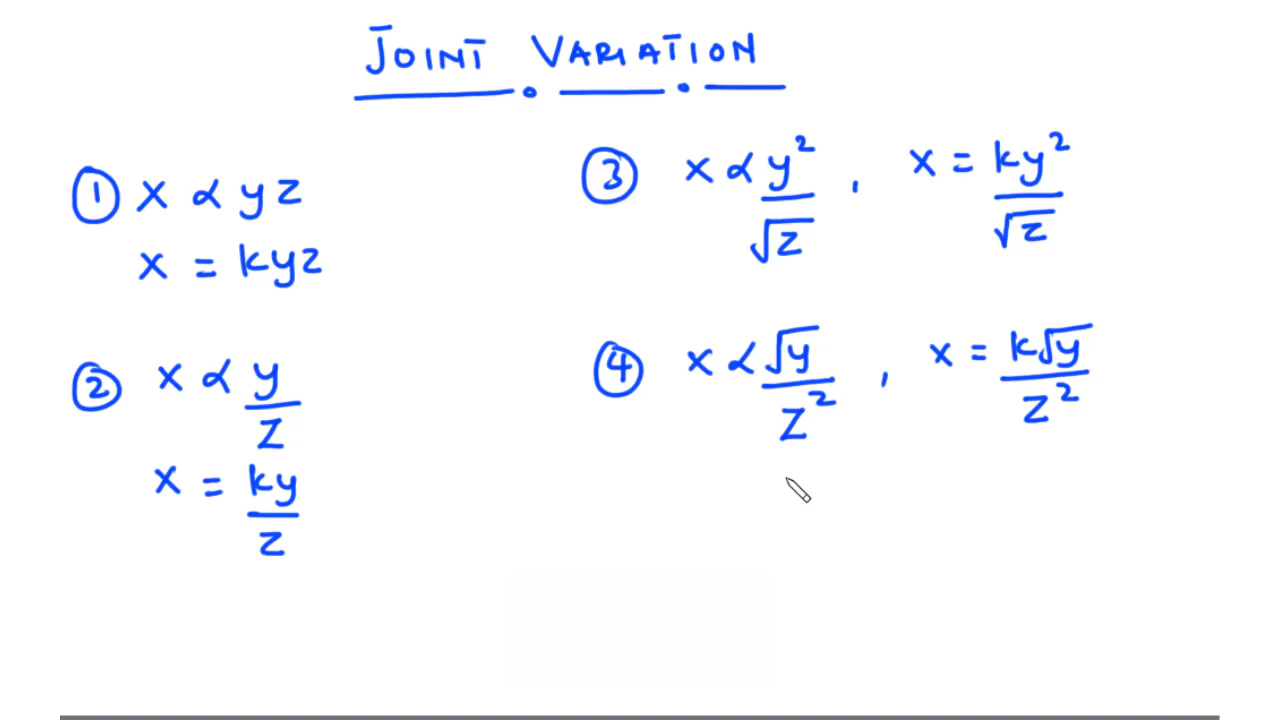 JOINT VARIATION
① x ∝ yz
x = kyz
② x ∝ y/z
x = ky/z
③ x ∝ y²/√z , x = ky²/√z
④ x ∝ √y/z² , x = k√y/z²